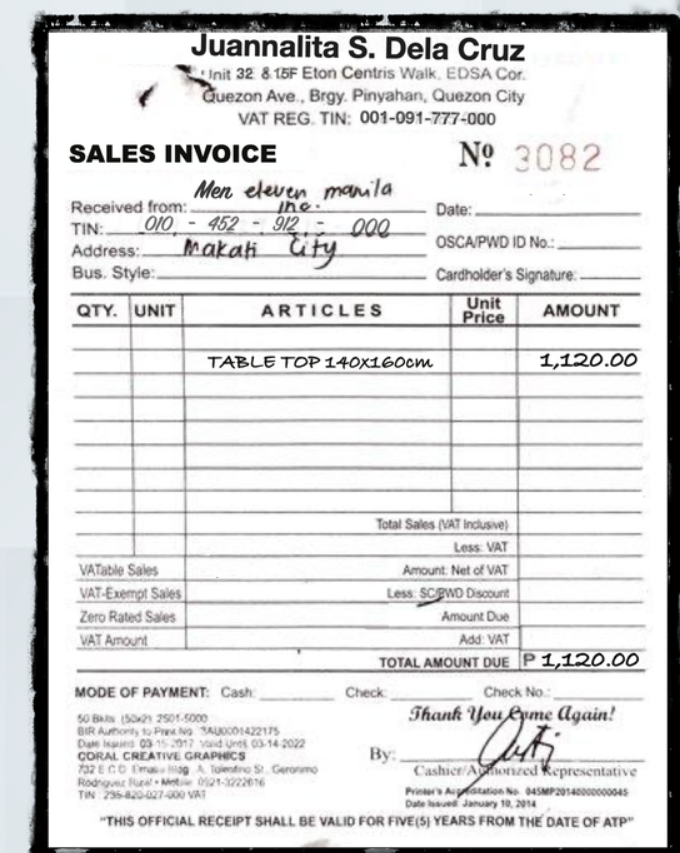 Juannalita S. Dela Cruz
Unit 32 & 15F Eton Centris Walk, EDSA Cor.
Quezon Ave., Brgy. Pinyahan, Quezon City
VAT REG. TIN: 001-091-777-000
SALES INVOICE Nº 3082
Men eleven manila
Received from: Inc. Date:
TIN: 010 - 452 - 912 - 000
Address: Makati City OSCA/PWD ID No.:
Bus. Style: Cardholder's Signature:
QTY. UNIT ARTICLES Unit Price AMOUNT
TABLE TOP 140x160cm 1,120.00
Total Sales (VAT Inclusive)
Less: VAT
VATable Sales Amount: Net of VAT
VAT-Exempt Sales Less: SC/PWD Discount
Zero Rated Sales Amount Due
VAT Amount Add: VAT
TOTAL AMOUNT DUE P 1,120.00
MODE OF PAYMENT: Cash: Check: Check No.:
Thank You Come Again!
50 Bklts. (50x2) 2501-5000
BIR Authority to Print No. 3AU0001422175
Date Issued 03-15-2017 Valid Until 03-14-2022
CORAL CREATIVE GRAPHICS
732 E.C.D. Bldg. A. Tolentino St., Geronimo
Rodriguez Rizal • Mobile: 0921-3222616
TIN: 235-820-027-000 VAT
By:
Cashier/Authorized Representative
Printer's Accreditation No. 045MP20140000000045
Date Issued: January 10, 2014
"THIS OFFICIAL RECEIPT SHALL BE VALID FOR FIVE(5) YEARS FROM THE DATE OF ATP"